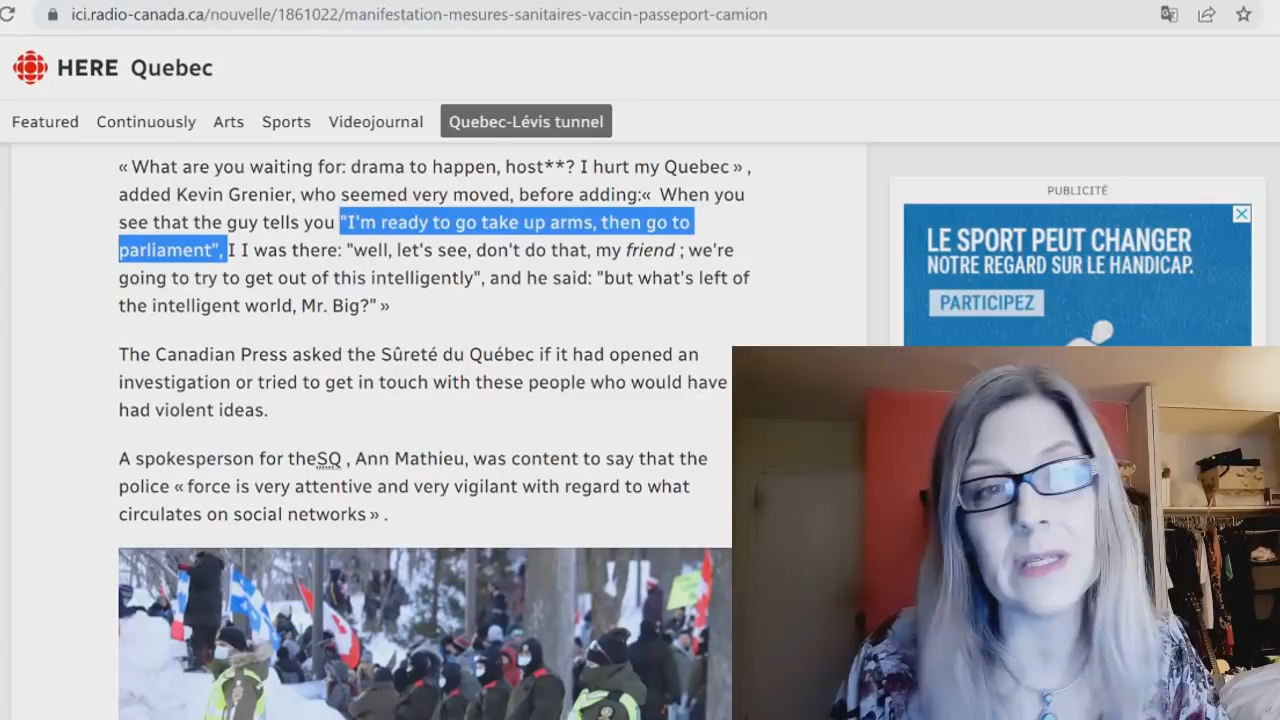 ici.radio-canada.ca/nouvelle/1861022/manifestation-mesures-sanitaires-vaccin-passeport-camion
HERE Quebec
Featured Continuously Arts Sports Videojournal Quebec-Lévis tunnel
« What are you waiting for: drama to happen, host**? I hurt my Quebec » ,
added Kevin Grenier, who seemed very moved, before adding:« When you
see that the guy tells you "I'm ready to go take up arms, then go to
parliament", I I was there: "well, let's see, don't do that, my friend ; we're
going to try to get out of this intelligently", and he said: "but what's left of
the intelligent world, Mr. Big?" »
The Canadian Press asked the Sûreté du Québec if it had opened an
investigation or tried to get in touch with these people who would have
had violent ideas.
A spokesperson for theSQ , Ann Mathieu, was content to say that the
police « force is very attentive and very vigilant with regard to what
circulates on social networks » .
PUBLICITÉ
LE SPORT PEUT CHANGER
NOTRE REGARD SUR LE HANDICAP.
PARTICIPEZ